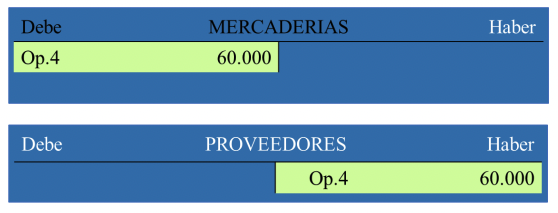 Debe MERCADERIAS Haber
Op.4 60.000
Debe PROVEEDORES Haber
Op.4 60.000